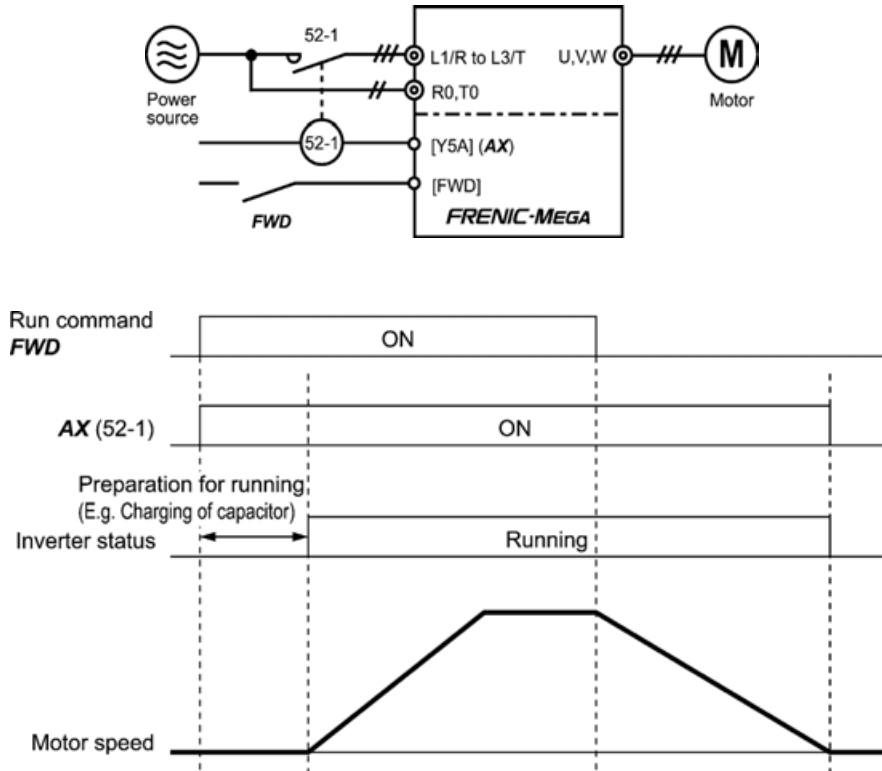 52-1
L1/R to L3/T
U,V,W
M
R0,T0
Power
source
Motor
52-1
[Y5A] (AX)
[FWD]
FWD
FRENIC-MEGA
Run command
FWD
ON
AX (52-1)
ON
Preparation for running
(E.g. Charging of capacitor)
Inverter status
Running
Motor speed